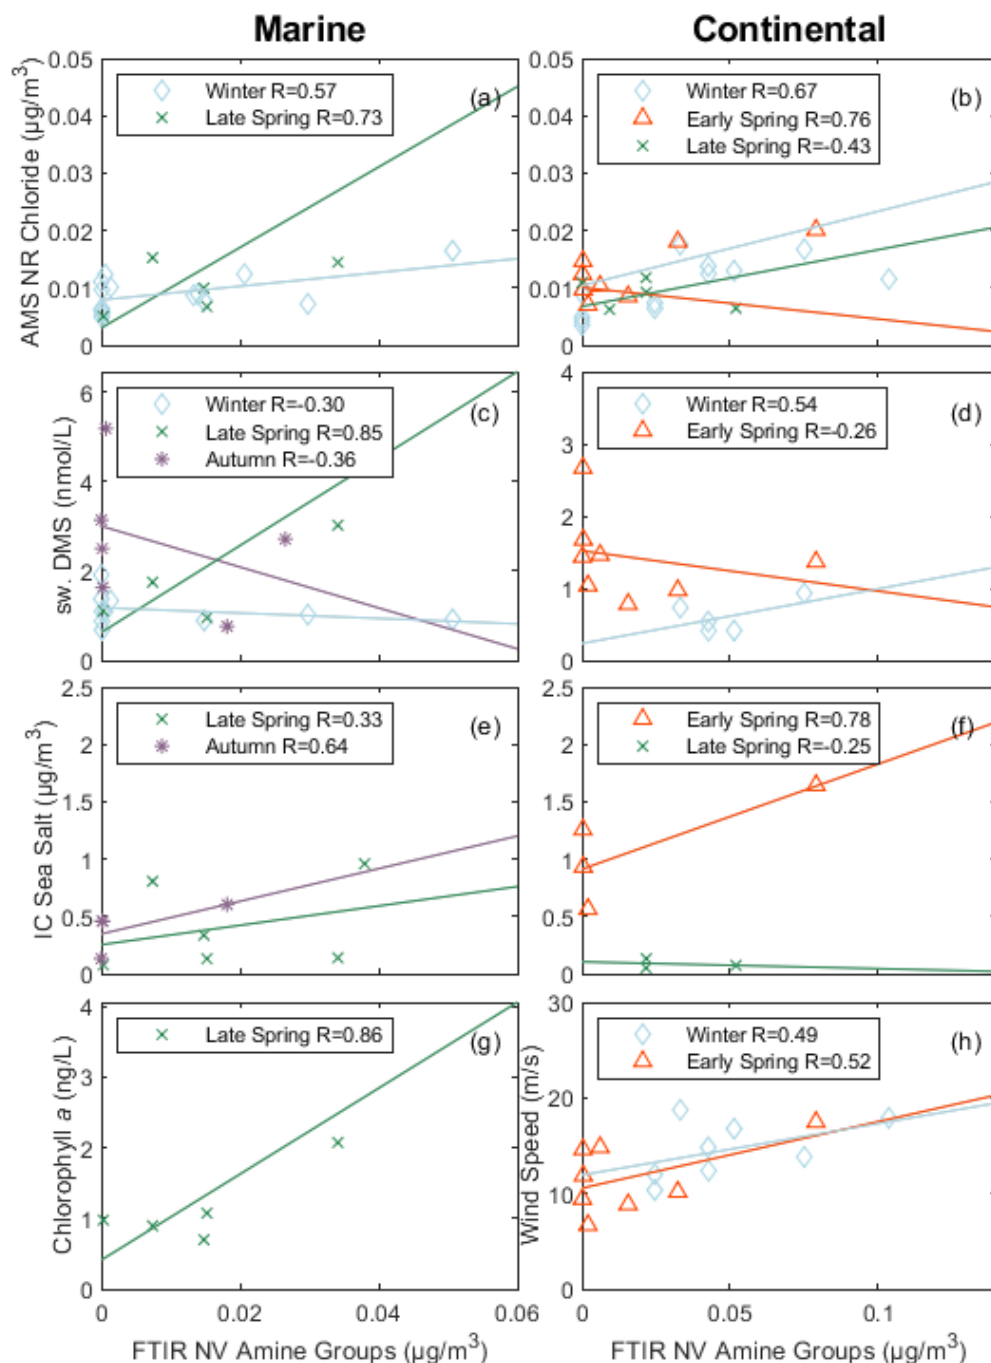 Marine
Continental
0.05
0.04
0.03
0.02
0.01
0
AMS NR Chloride (µg/m³)
Winter R=0.57
Late Spring R=0.73
(a)
0.05
0.04
0.03
0.02
0.01
0
Winter R=0.67
Early Spring R=0.76
Late Spring R=-0.43
(b)
6
4
2
0
sw. DMS (nmol/L)
Winter R=-0.30
Late Spring R=0.85
Autumn R=-0.36
(c)
4
3
2
1
0
Winter R=0.54
Early Spring R=-0.26
(d)
2.5
2
1.5
1
0.5
0
IC Sea Salt (µg/m³)
Late Spring R=0.33
Autumn R=0.64
(e)
2.5
2
1.5
1
0.5
0
Early Spring R=0.78
Late Spring R=-0.25
(f)
4
3
2
1
0
Chlorophyll a (ng/L)
Late Spring R=0.86
(g)
0 0.02 0.04 0.06
FTIR NV Amine Groups (µg/m³)
30
20
10
0
Wind Speed (m/s)
Winter R=0.49
Early Spring R=0.52
(h)
0 0.05 0.1
FTIR NV Amine Groups (µg/m³)